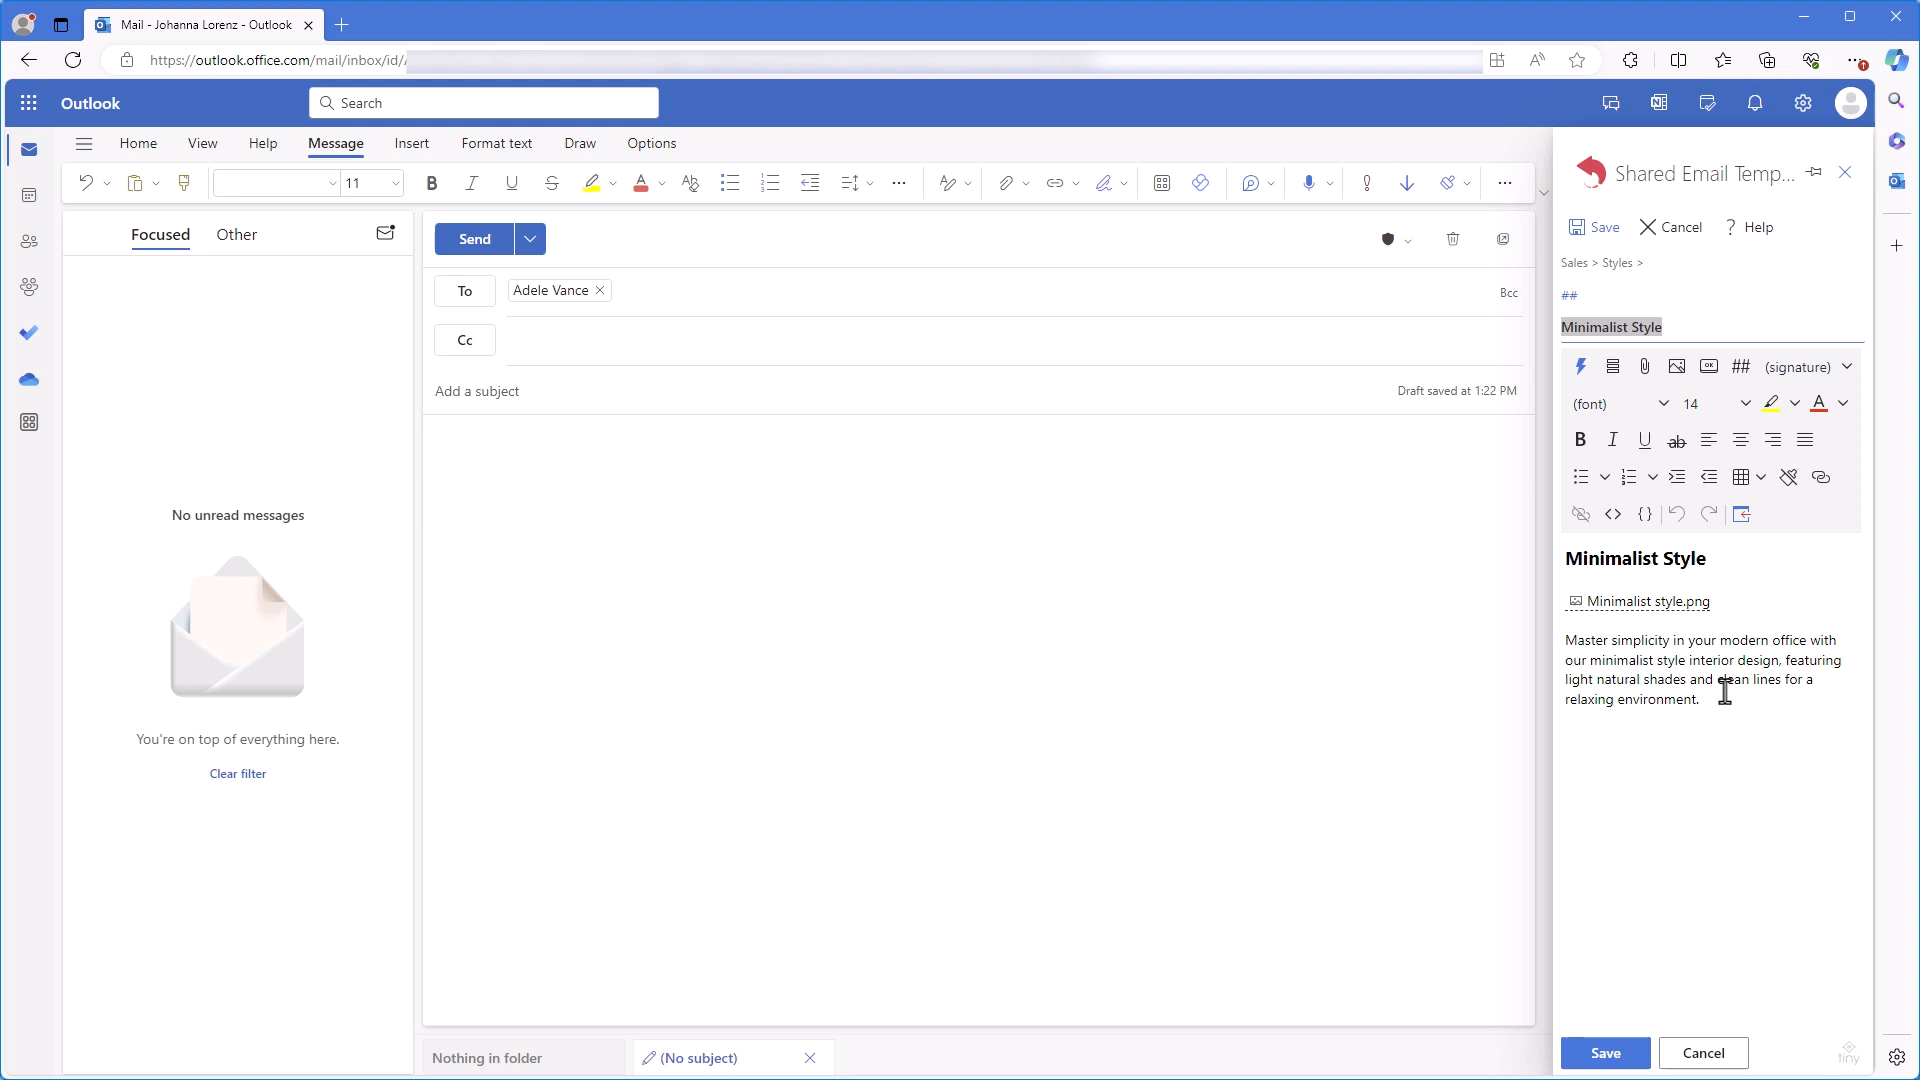 Mail - Johanna Lorenz - Outlook
https://outlook.office.com/mail/inbox/id/
Outlook
Search
Home View Help Message Insert Format text Draw Options
11
Focused Other
Send
To Adele Vance
Bcc
Cc
Add a subject
Draft saved at 1:22 PM
No unread messages
You're on top of everything here.
Clear filter
Nothing in folder
(No subject)
Shared Email Temp...
Save Cancel ? Help
Sales > Styles >
##
Minimalist Style
## (signature)
(font) 14
Minimalist Style
Minimalist style.png
Master simplicity in your modern office with
our minimalist style interior design, featuring
light natural shades and clean lines for a
relaxing environment.
Save Cancel
tiny